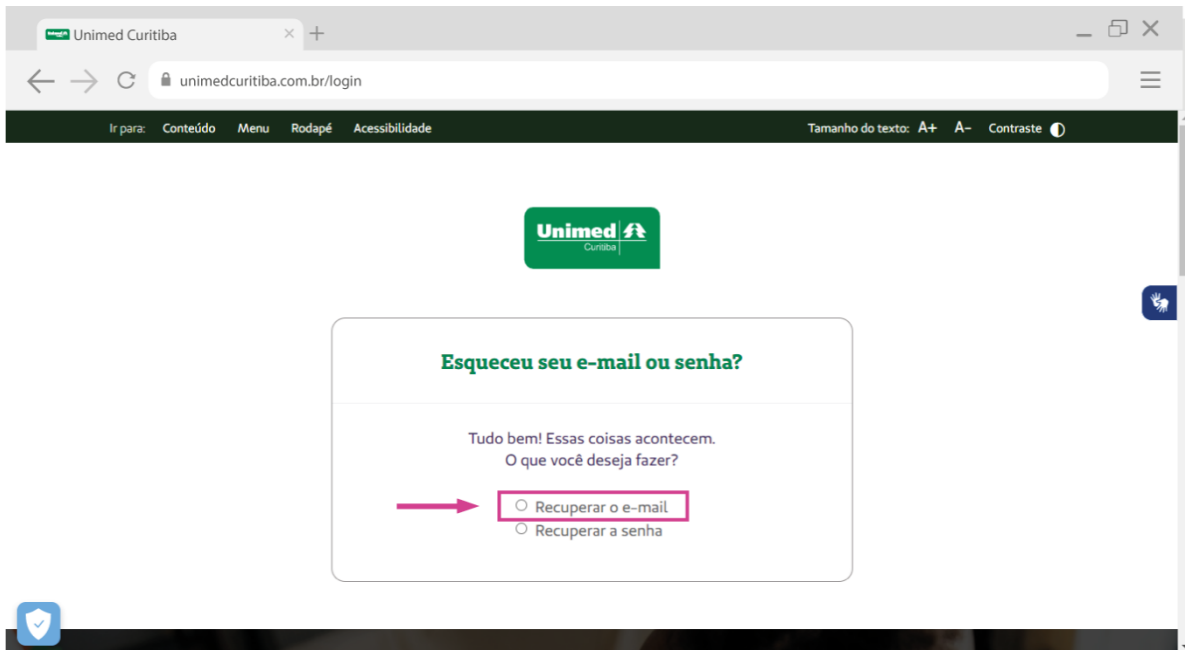 Unimed Curitiba
unimedcuritiba.com.br/login
Ir para: Conteúdo Menu Rodapé Acessibilidade
Tamanho do texto: A+ A- Contraste
Unimed
Curitiba
Esqueceu seu e-mail ou senha?
Tudo bem! Essas coisas acontecem.
O que você deseja fazer?
Recuperar o e-mail
Recuperar a senha